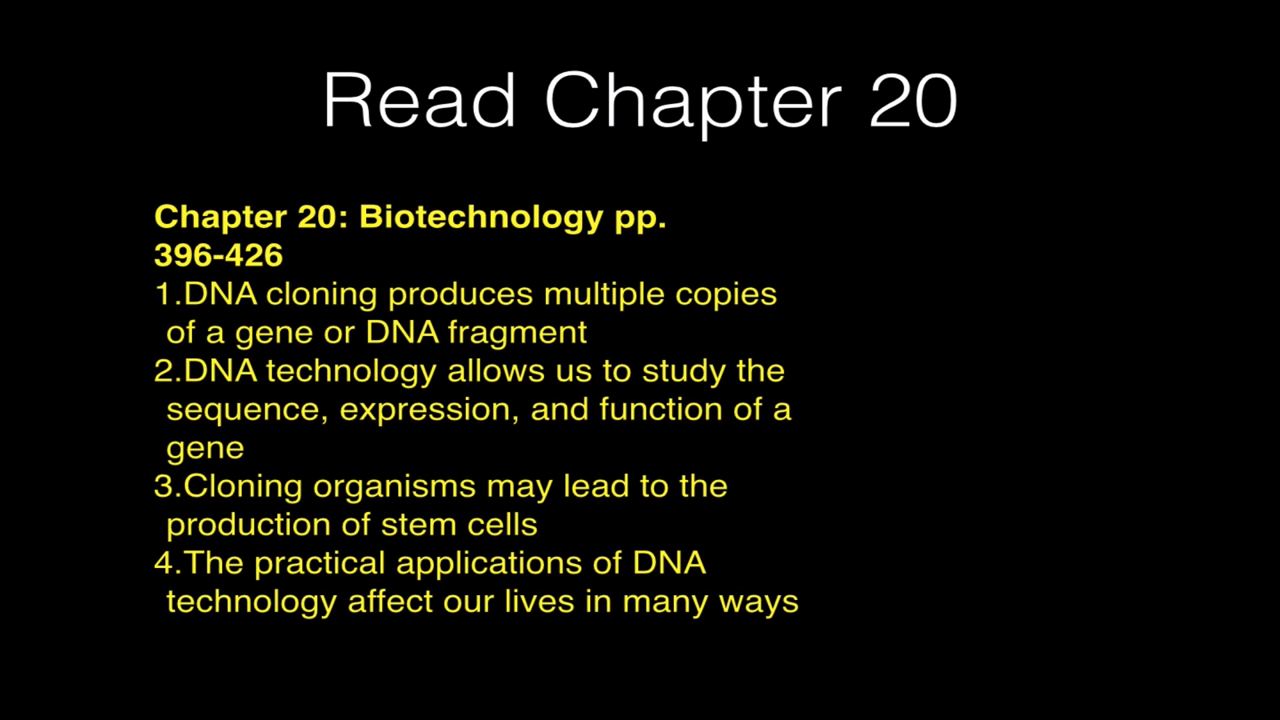 Read Chapter 20
Chapter 20: Biotechnology pp.
396-426
1.DNA cloning produces multiple copies
of a gene or DNA fragment
2.DNA technology allows us to study the
sequence, expression, and function of a
gene
3.Cloning organisms may lead to the
production of stem cells
4.The practical applications of DNA
technology affect our lives in many ways